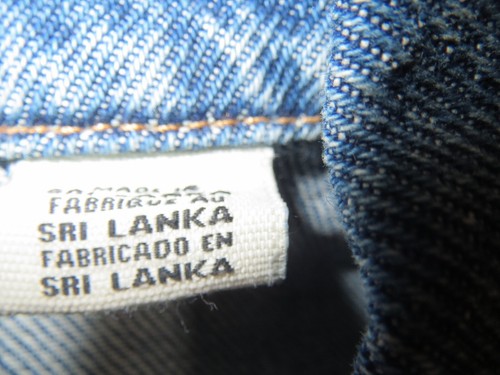 FABRIQUÉ AU
SRI LANKA
FABRICADO EN
SRI LANKA